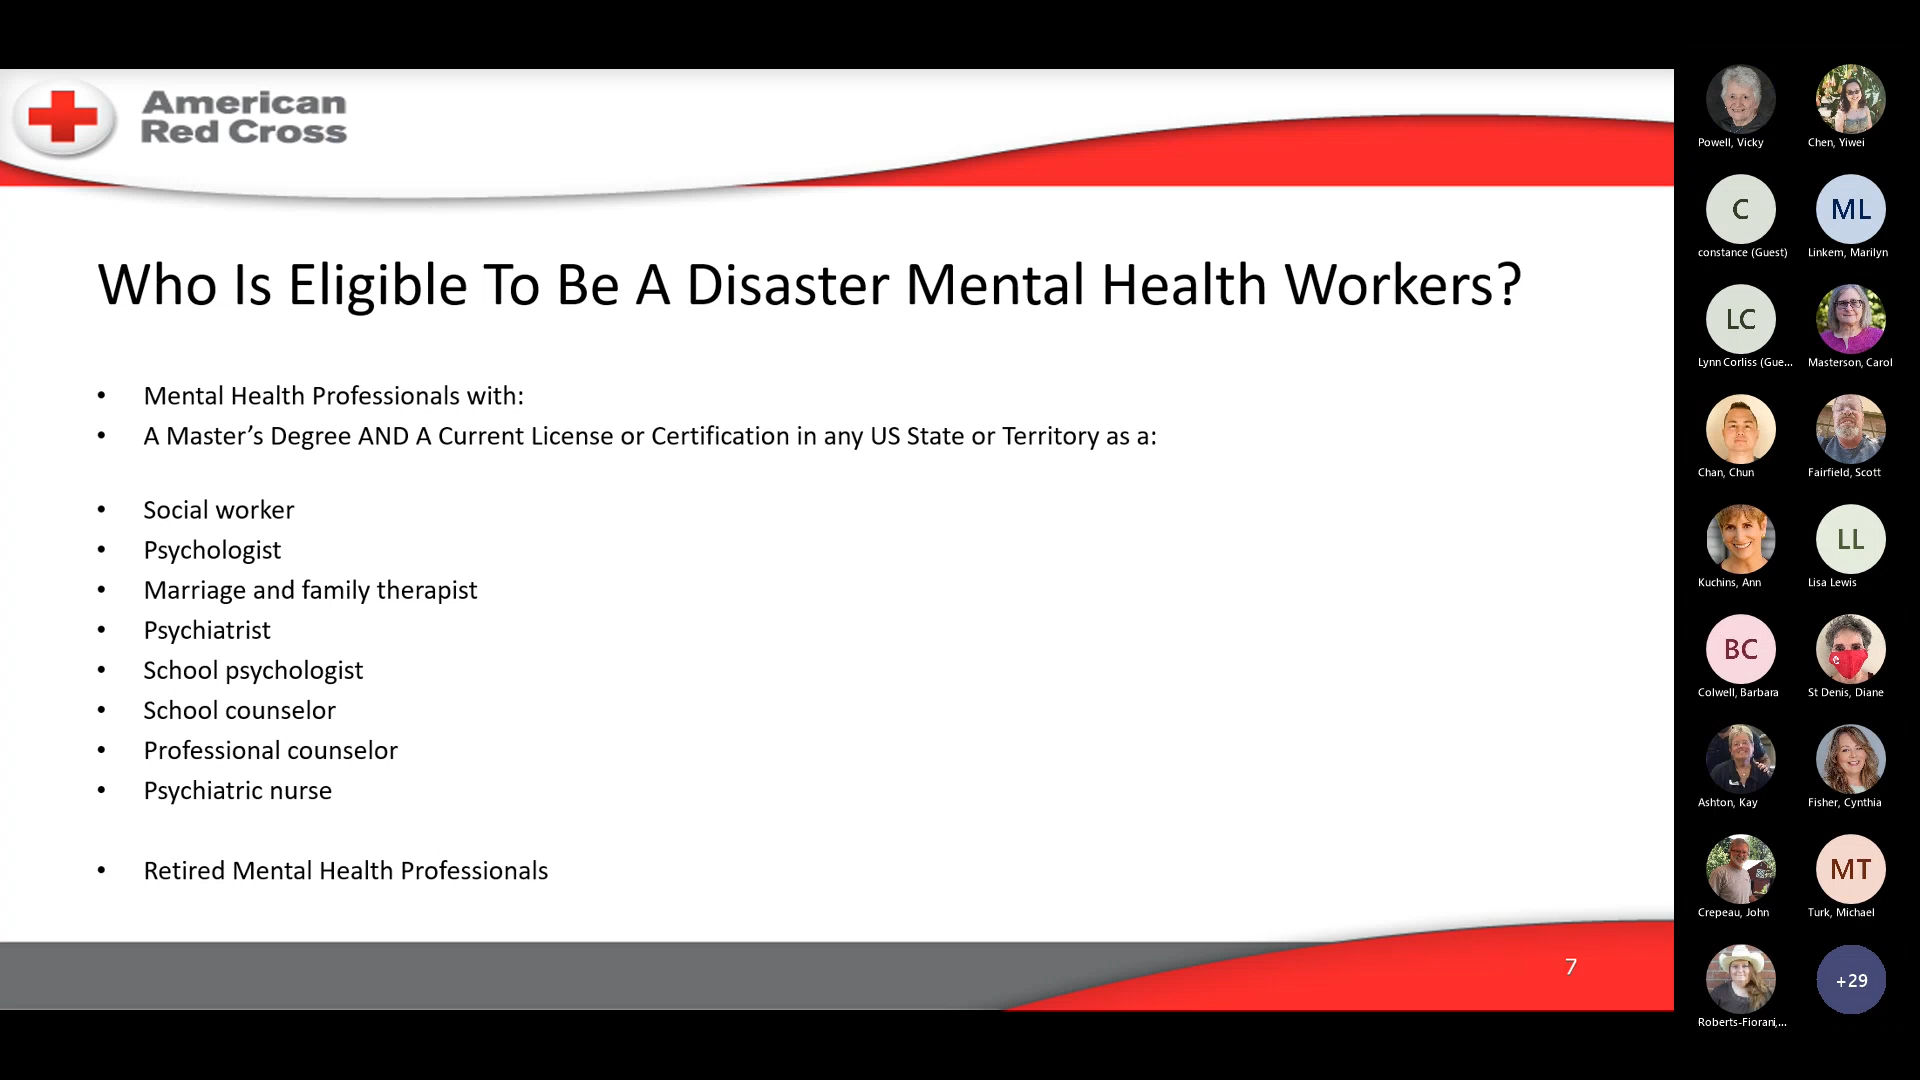 American
Red Cross
Who Is Eligible To Be A Disaster Mental Health Workers?
• Mental Health Professionals with:
• A Master’s Degree AND A Current License or Certification in any US State or Territory as a:
• Social worker
• Psychologist
• Marriage and family therapist
• Psychiatrist
• School psychologist
• School counselor
• Professional counselor
• Psychiatric nurse
• Retired Mental Health Professionals
7
Powell, Vicky
Chen, Yiwei
C
constance (Guest)
ML
Linkem, Marilyn
LC
Lynn Corliss (Gue...
Masterson, Carol
Chan, Chun
Fairfield, Scott
Kuchins, Ann
LL
Lisa Lewis
BC
Colwell, Barbara
St Denis, Diane
Ashton, Kay
Fisher, Cynthia
Crepeau, John
MT
Turk, Michael
Roberts-Fiorani,...
+29